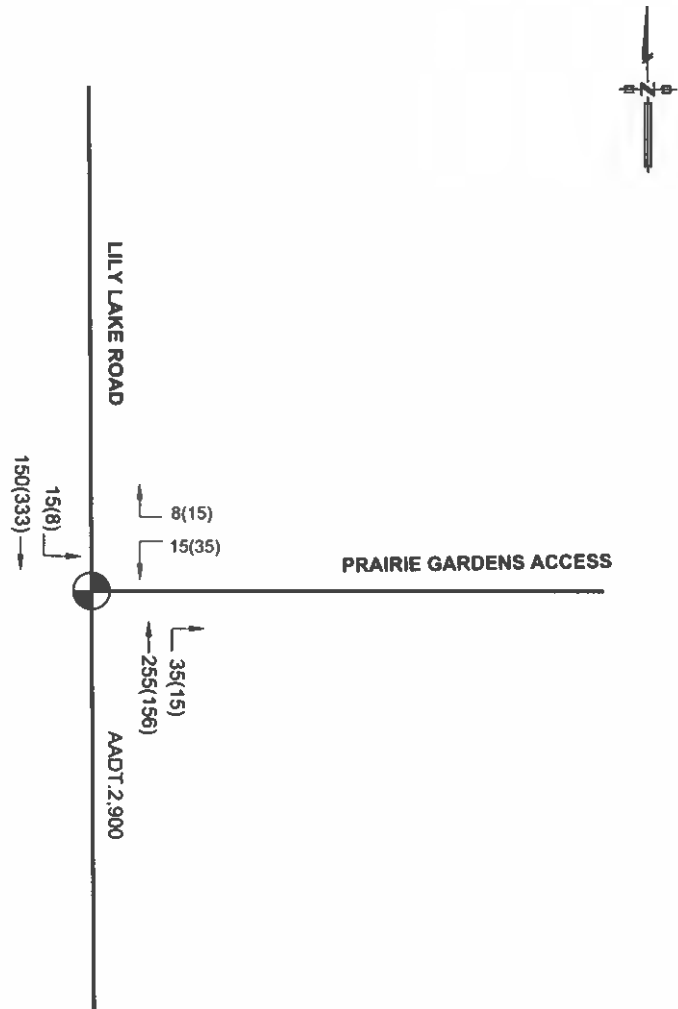 N
LILY LAKE ROAD
150(333)
15(8)
8(15)
15(35)
PRAIRIE GARDENS ACCESS
35(15)
255(156)
AADT:2,900